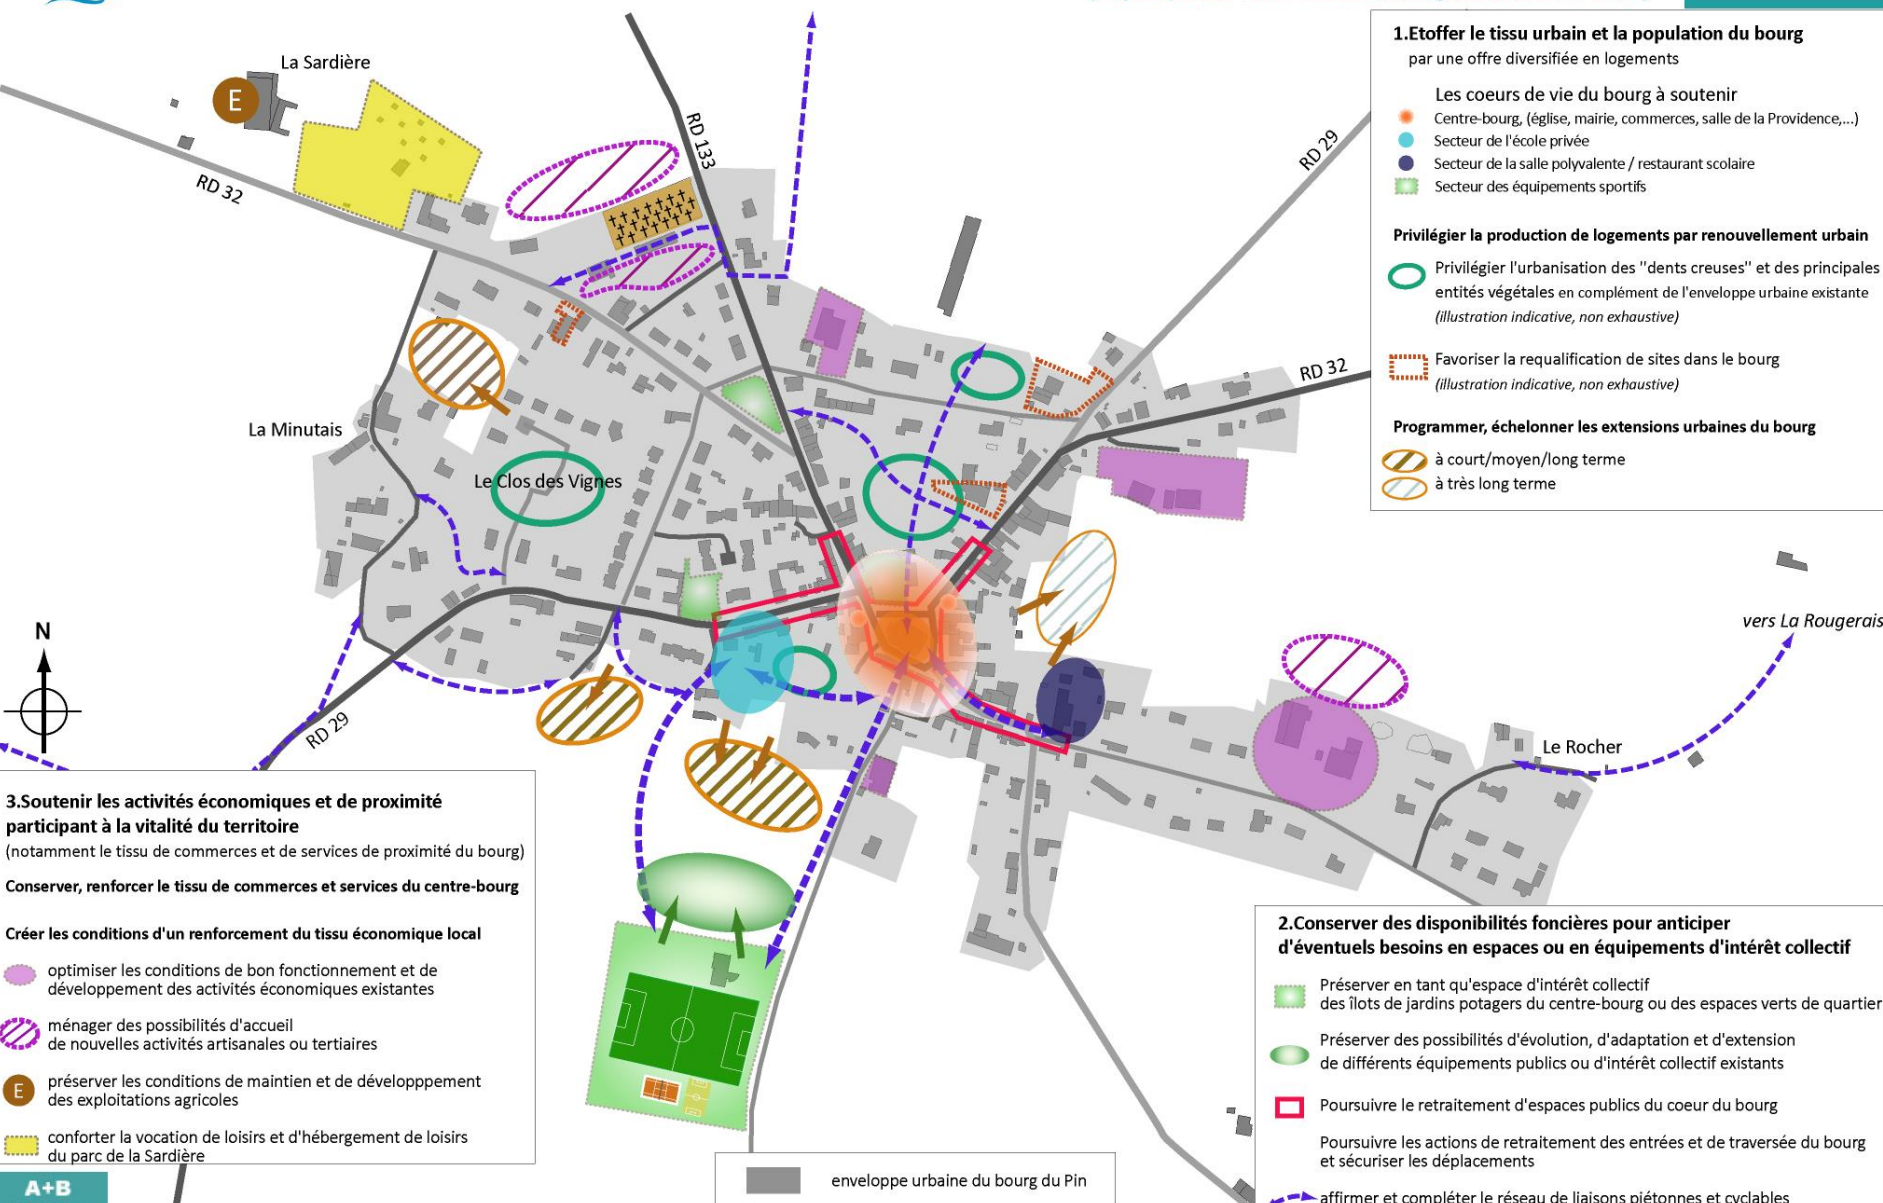 La Sardière
E
RD 32
RD 133
RD 29
RD 32
La Minutais
Le Clos des Vignes
N
RD 29
vers La Rougerais
Le Rocher
1.Etoffer le tissu urbain et la population du bourg
par une offre diversifiée en logements
Les coeurs de vie du bourg à soutenir
Centre-bourg, (église, mairie, commerces, salle de la Providence,...)
Secteur de l'école privée
Secteur de la salle polyvalente / restaurant scolaire
Secteur des équipements sportifs
Privilégier la production de logements par renouvellement urbain
Privilégier l'urbanisation des "dents creuses" et des principales
entités végétales en complément de l'enveloppe urbaine existante
(illustration indicative, non exhaustive)
Favoriser la requalification de sites dans le bourg
(illustration indicative, non exhaustive)
Programmer, échelonner les extensions urbaines du bourg
à court/moyen/long terme
à très long terme
3.Soutenir les activités économiques et de proximité
participant à la vitalité du territoire
(notamment le tissu de commerces et de services de proximité du bourg)
Conserver, renforcer le tissu de commerces et services du centre-bourg
Créer les conditions d'un renforcement du tissu économique local
optimiser les conditions de bon fonctionnement et de
développement des activités économiques existantes
ménager des possibilités d'accueil
de nouvelles activités artisanales ou tertiaires
E
préserver les conditions de maintien et de développpement
des exploitations agricoles
conforter la vocation de loisirs et d'hébergement de loisirs
du parc de la Sardière
A+B
enveloppe urbaine du bourg du Pin
2.Conserver des disponibilités foncières pour anticiper
d'éventuels besoins en espaces ou en équipements d'intérêt collectif
Préserver en tant qu'espace d'intérêt collectif
des îlots de jardins potagers du centre-bourg ou des espaces verts de quartier
Préserver des possibilités d'évolution, d'adaptation et d'extension
de différents équipements publics ou d'intérêt collectif existants
Poursuivre le retraitement d'espaces publics du coeur du bourg
Poursuivre les actions de retraitement des entrées et de traversée du bourg
et sécuriser les déplacements
affirmer et compléter le réseau de liaisons piétonnes et cyclables